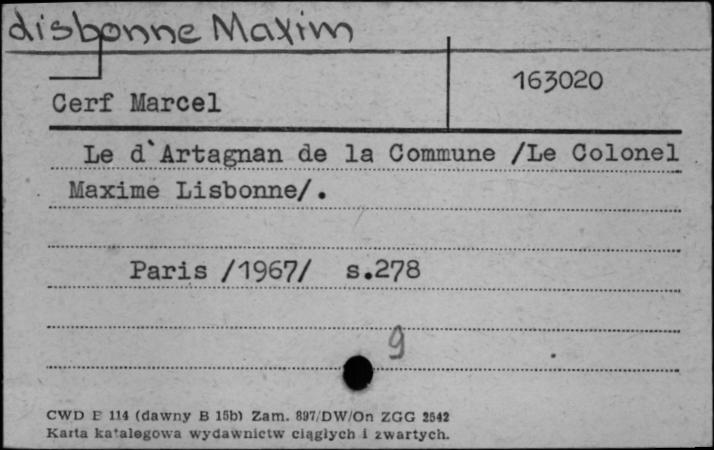 Lisbonne Maxim
163020
Cerf Marcel
Le d`Artagnan de la Commune /Le Colonel
Maxime Lisbonne/.
Paris /1967/ s.278
9
CWD E 114 (dawny B 15b) Zam. 897/DW/On ZGG 2542
Karta katalogowa wydawnictw ciągłych i zwartych.